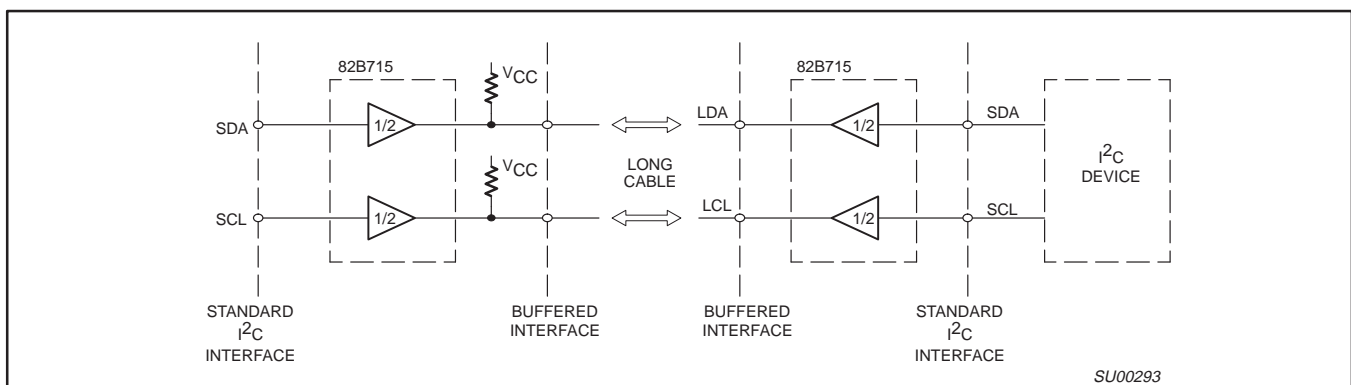 82B715
VCC
SDA
1/2
VCC
SCL
1/2
STANDARD
I2C
INTERFACE
BUFFERED
INTERFACE
LONG
CABLE
82B715
LDA
1/2
SDA
LCL
1/2
SCL
I2C
DEVICE
BUFFERED
INTERFACE
STANDARD
I2C
INTERFACE
SU00293